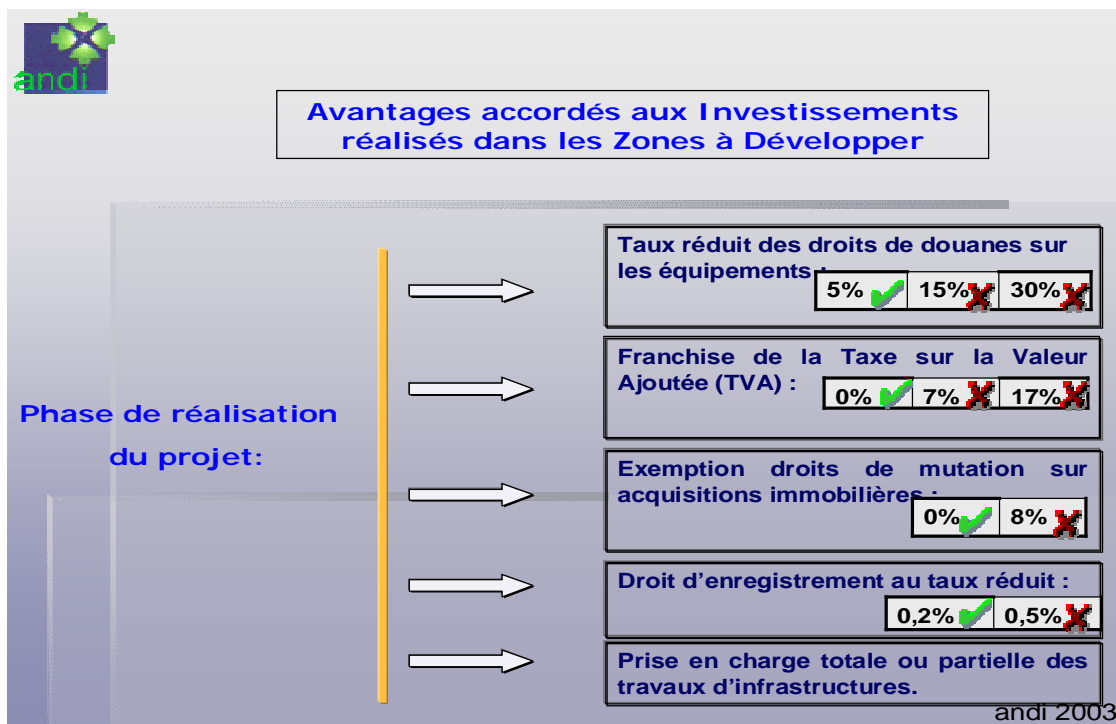 andi
Avantages accordés aux Investissements
réalisés dans les Zones à Développer
Phase de réalisation
du projet:
Taux réduit des droits de douanes sur
les équipements :
5% 15% 30%
Franchise de la Taxe sur la Valeur
Ajoutée (TVA) :
0% 7% 17%
Exemption droits de mutation sur
acquisitions immobilières :
0% 8%
Droit d’enregistrement au taux réduit :
0,2% 0,5%
Prise en charge totale ou partielle des
travaux d’infrastructures.
andi 2003